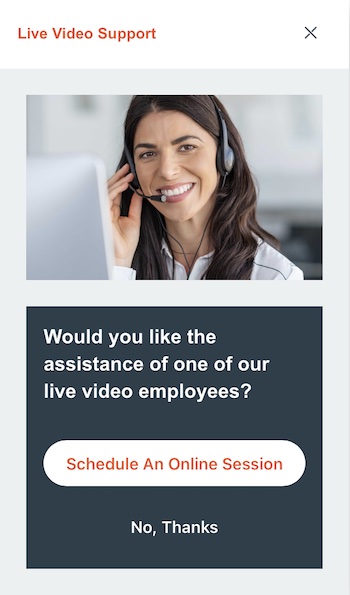 Live Video Support
Would you like the
assistance of one of our
live video employees?
Schedule An Online Session
No, Thanks